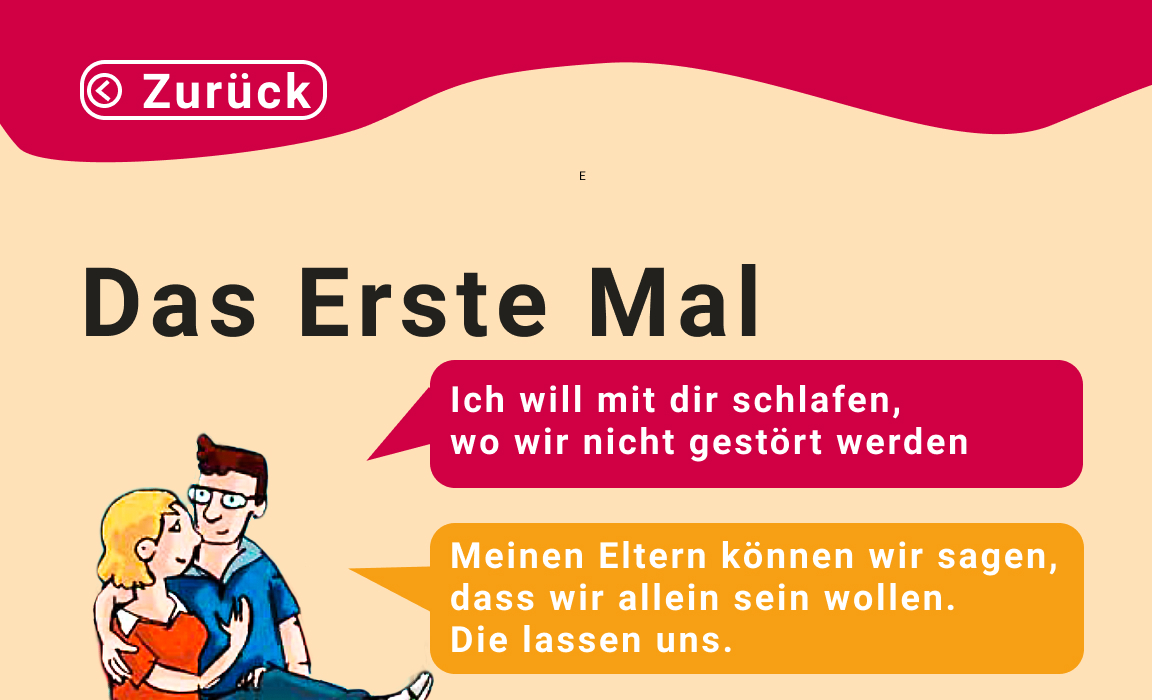 Zurück
E
Das Erste Mal
Ich will mit dir schlafen,
wo wir nicht gestört werden
Meinen Eltern können wir sagen,
dass wir allein sein wollen.
Die lassen uns.